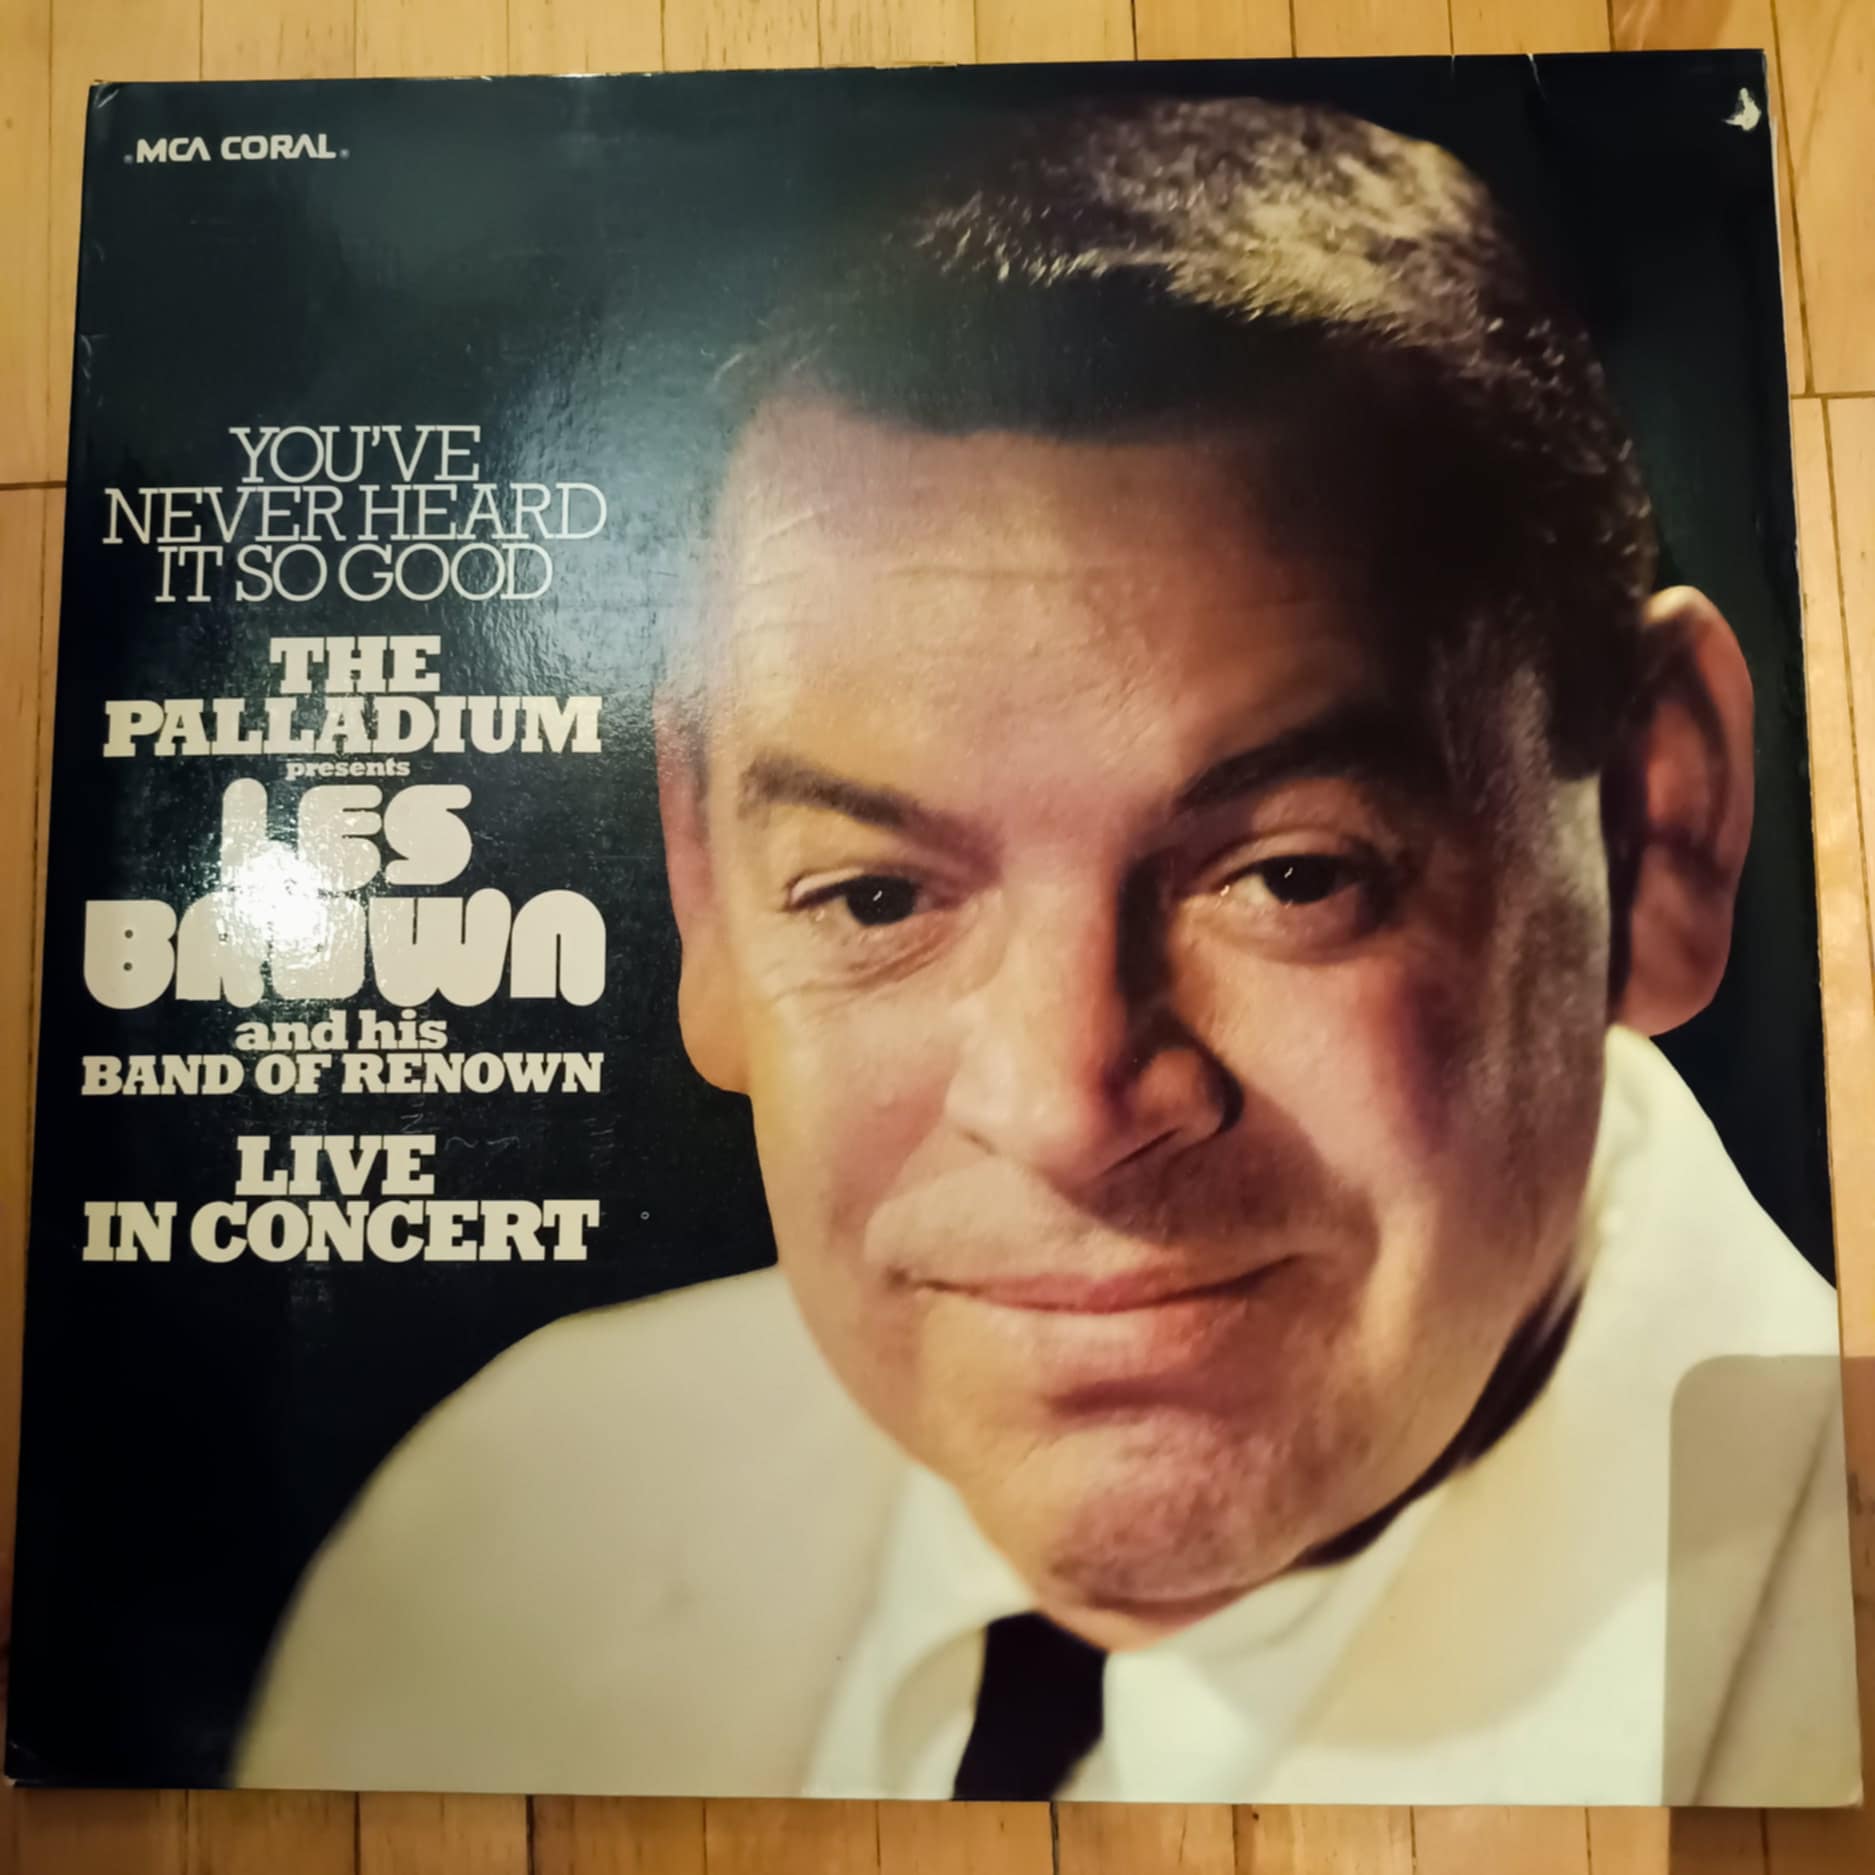 MCA CORAL
YOU'VE
NEVER HEARD
IT SO GOOD
THE
PALLADIUM
presents
LES
BROWN
and his
BAND OF RENOWN
LIVE
IN CONCERT